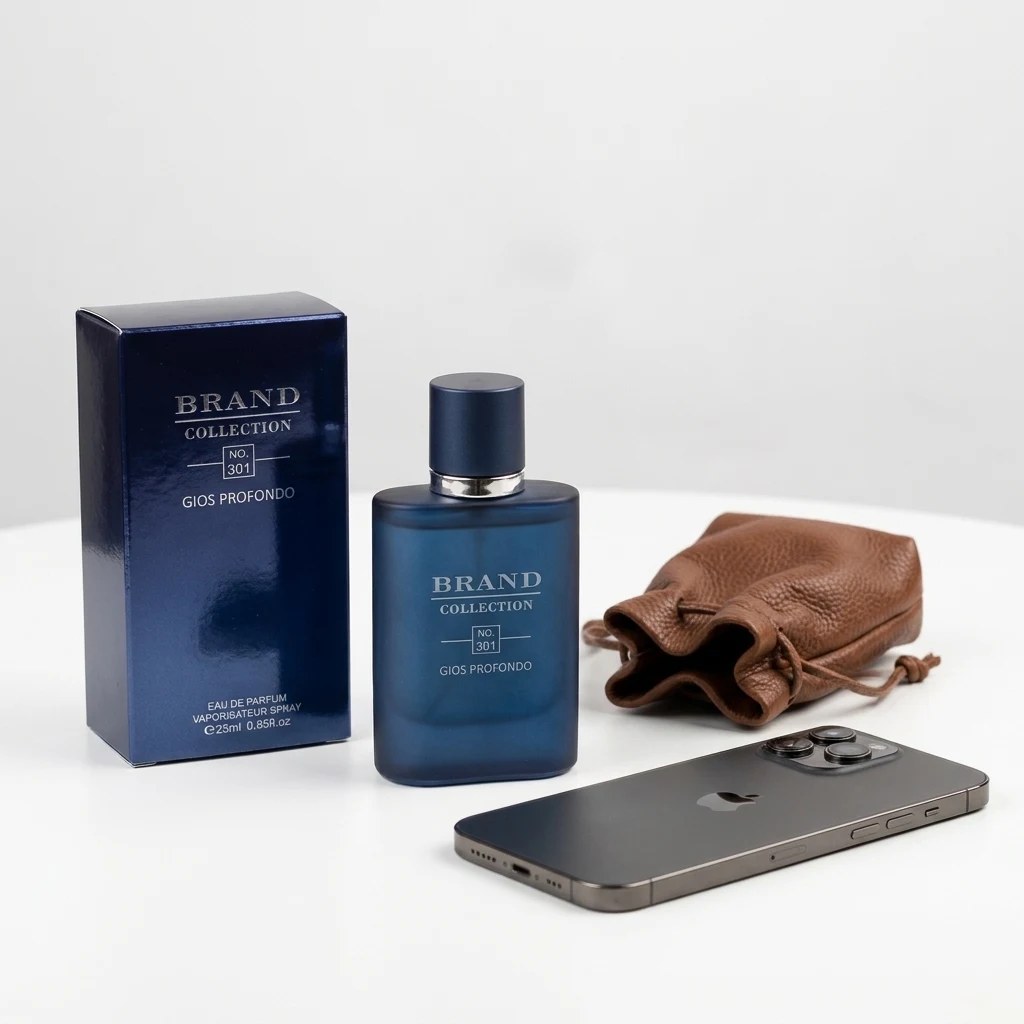 BRAND
COLLECTION
NO.
301
GIOS PROFONDO
EAU DE PARFUM
VAPORISATEUR SPMAY
℮25ml 0.85fl.oz
BRAND
COLLECTION
NO.
301
GIOS PROFONDO